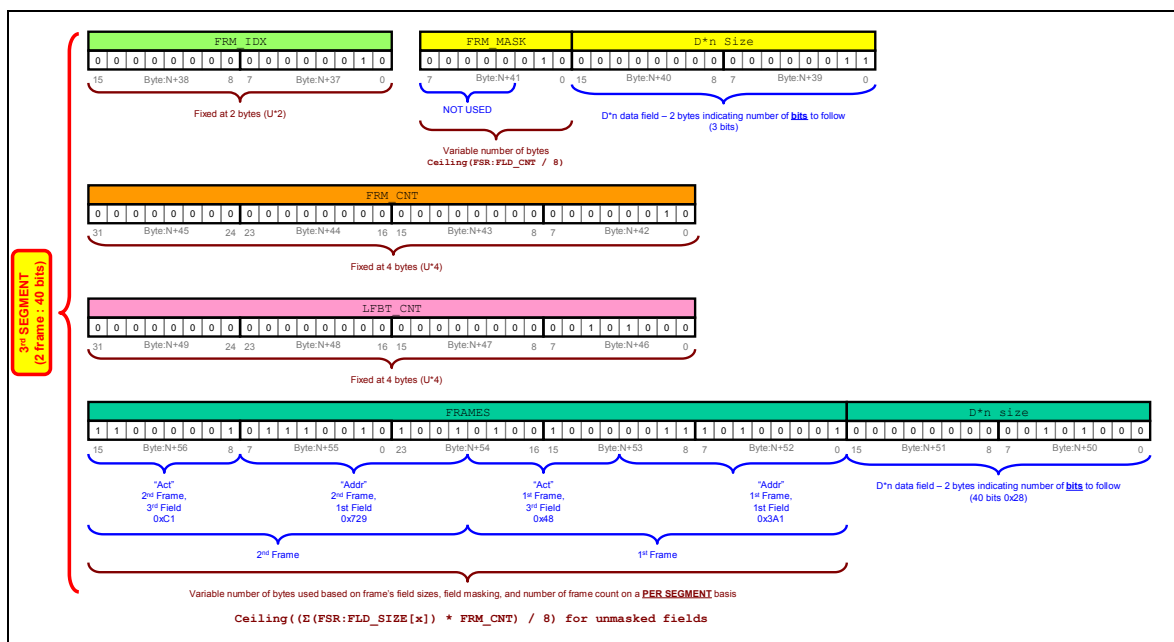 FRM_IDX FRM_MASK D*n Size
0 0 0 0 0 0 0 0 0 0 0 0 0 0 1 0 0 0 0 0 0 0 1 0 0 0 0 0 0 0 0 0 0 0 0 0 0 0 1 1
15 Byte:N+38 8 7 Byte:N+37 0 7 Byte:N+41 0 15 Byte:N+40 8 7 Byte:N+39 0
Fixed at 2 bytes (U*2)
NOT USED
D*n data field – 2 bytes indicating number of bits to follow
(3 bits)
Variable number of bytes
Ceiling(FSR:FLD_CNT / 8)
FRM_CNT
0 0 0 0 0 0 0 0 0 0 0 0 0 0 0 0 0 0 0 0 0 0 0 0 0 0 0 0 0 0 1 0
31 Byte:N+45 24 23 Byte:N+44 16 15 Byte:N+43 8 7 Byte:N+42 0
Fixed at 4 bytes (U*4)
3rd SEGMENT
(2 frame : 40 bits)
LFBT_CNT
0 0 0 0 0 0 0 0 0 0 0 0 0 0 0 0 0 0 0 0 0 0 0 0 0 0 1 0 1 0 0 0
31 Byte:N+49 24 23 Byte:N+48 16 15 Byte:N+47 8 7 Byte:N+46 0
Fixed at 4 bytes (U*4)
FRAMES D*n size
1 1 0 0 0 0 0 1 0 1 1 1 0 0 1 0 1 0 0 1 0 1 0 0 1 0 0 0 0 0 1 1 1 0 1 0 0 0 0 1 0 0 0 0 0 0 0 0 0 0 1 0 1 0 0 0
15 Byte:N+56 8 7 Byte:N+55 0 23 Byte:N+54 16 15 Byte:N+53 8 7 Byte:N+52 0 15 Byte:N+51 8 7 Byte:N+50 0
"Act"
2nd Frame,
3rd Field
0xC1
"Addr"
2nd Frame,
1st Field
0x729
"Act"
1st Frame,
3rd Field
0x48
"Addr"
1st Frame,
1st Field
0x3A1
D*n data field – 2 bytes indicating number of bits to follow
(40 bits 0x28)
2nd Frame 1st Frame
Variable number of bytes used based on frame's field sizes, field masking, and number of frame count on a PER SEGMENT basis
Ceiling((Σ(FSR:FLD_SIZE[x]) * FRM_CNT) / 8) for unmasked fields